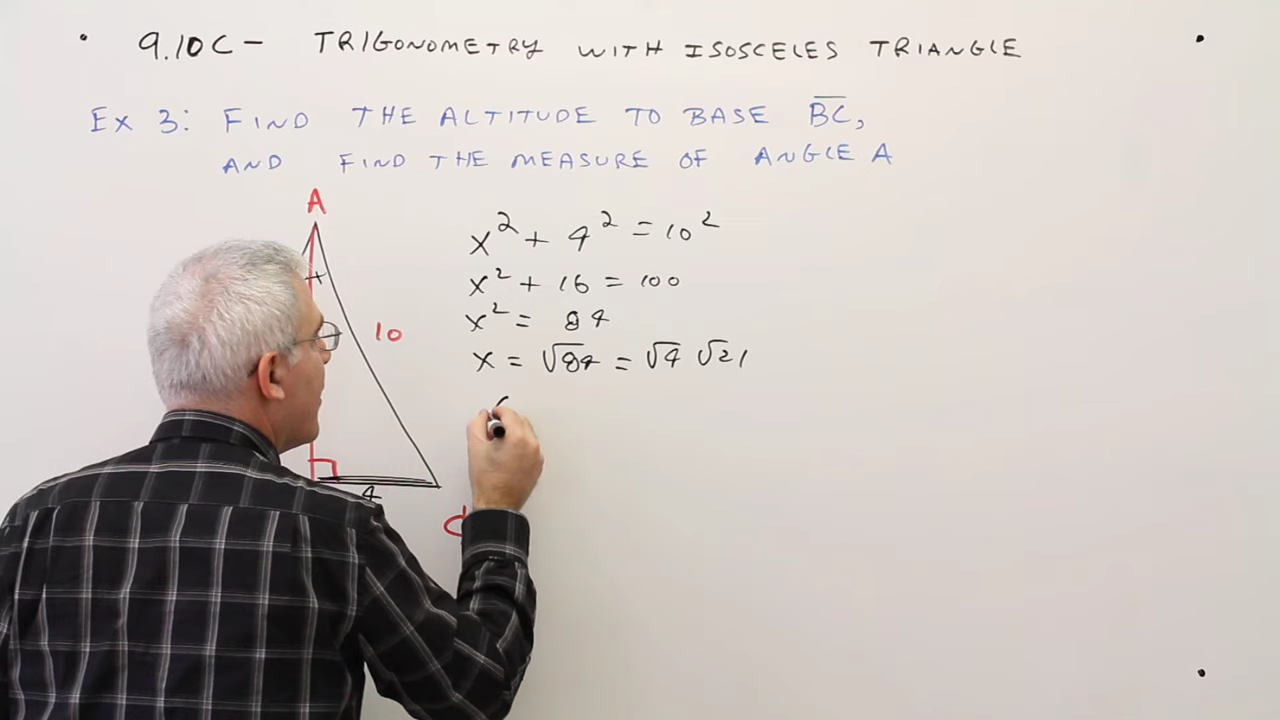 9.10C - TRIGONOMETRY WITH ISOSCELES TRIANGLE
Ex 3: FIND THE ALTITUDE TO BASE B̅C̅,
AND FIND THE MEASURE OF ANGLE A
A
x² + 4² = 10²
x² + 16 = 100
10
x² = 84
x = √84 = √4 √21
4